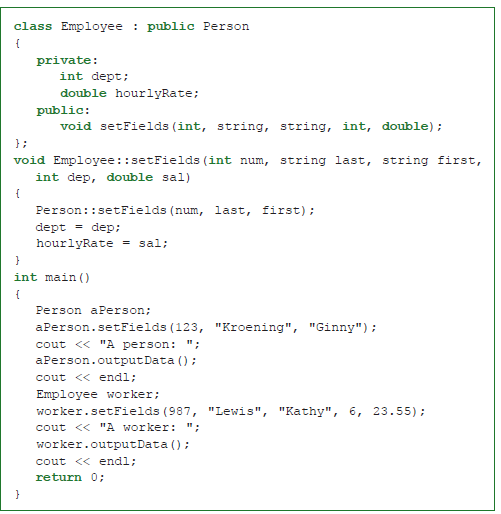 class Employee : public Person
{
   private:
      int dept;
      double hourlyRate;
   public:
      void setFields(int, string, string, int, double);
};
void Employee::setFields(int num, string last, string first,
   int dep, double sal)
{
   Person::setFields(num, last, first);
   dept = dep;
   hourlyRate = sal;
}
int main()
{
   Person aPerson;
   aPerson.setFields(123, "Kroening", "Ginny");
   cout << "A person: ";
   aPerson.outputData();
   cout << endl;
   Employee worker;
   worker.setFields(987, "Lewis", "Kathy", 6, 23.55);
   cout << "A worker: ";
   worker.outputData();
   cout << endl;
   return 0;
}